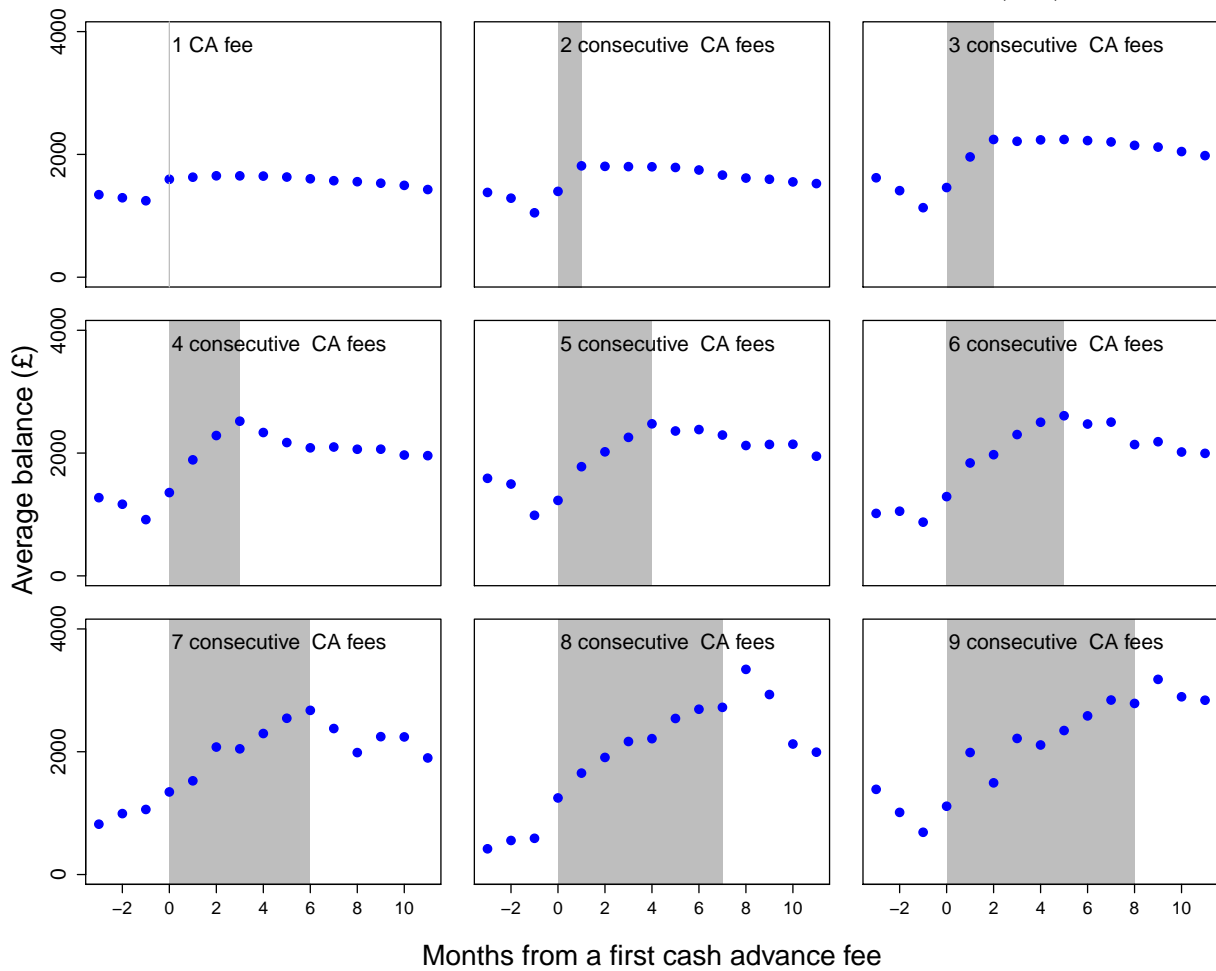 1 CA fee
2 consecutive CA fees
3 consecutive CA fees
4000
2000
0
4 consecutive CA fees
5 consecutive CA fees
6 consecutive CA fees
4000
2000
0
7 consecutive CA fees
8 consecutive CA fees
9 consecutive CA fees
4000
2000
0
−2 0 2 4 6 8 10
−2 0 2 4 6 8 10
−2 0 2 4 6 8 10
Average balance (£)
Months from a first cash advance fee